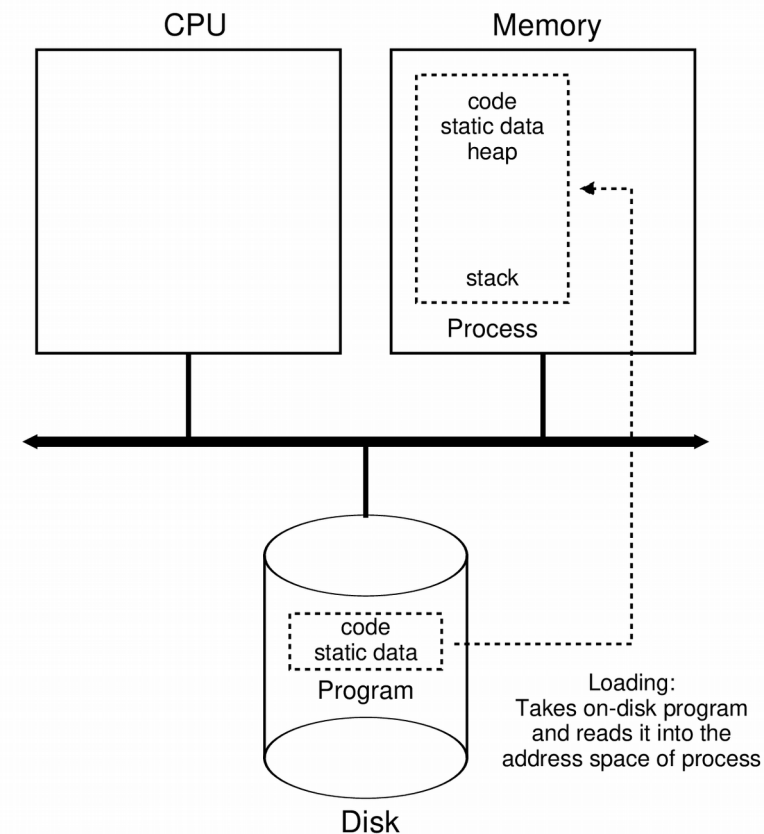 CPU
Memory
code
static data
heap
stack
Process
code
static data
Program
Loading:
Takes on-disk program
and reads it into the
address space of process
Disk